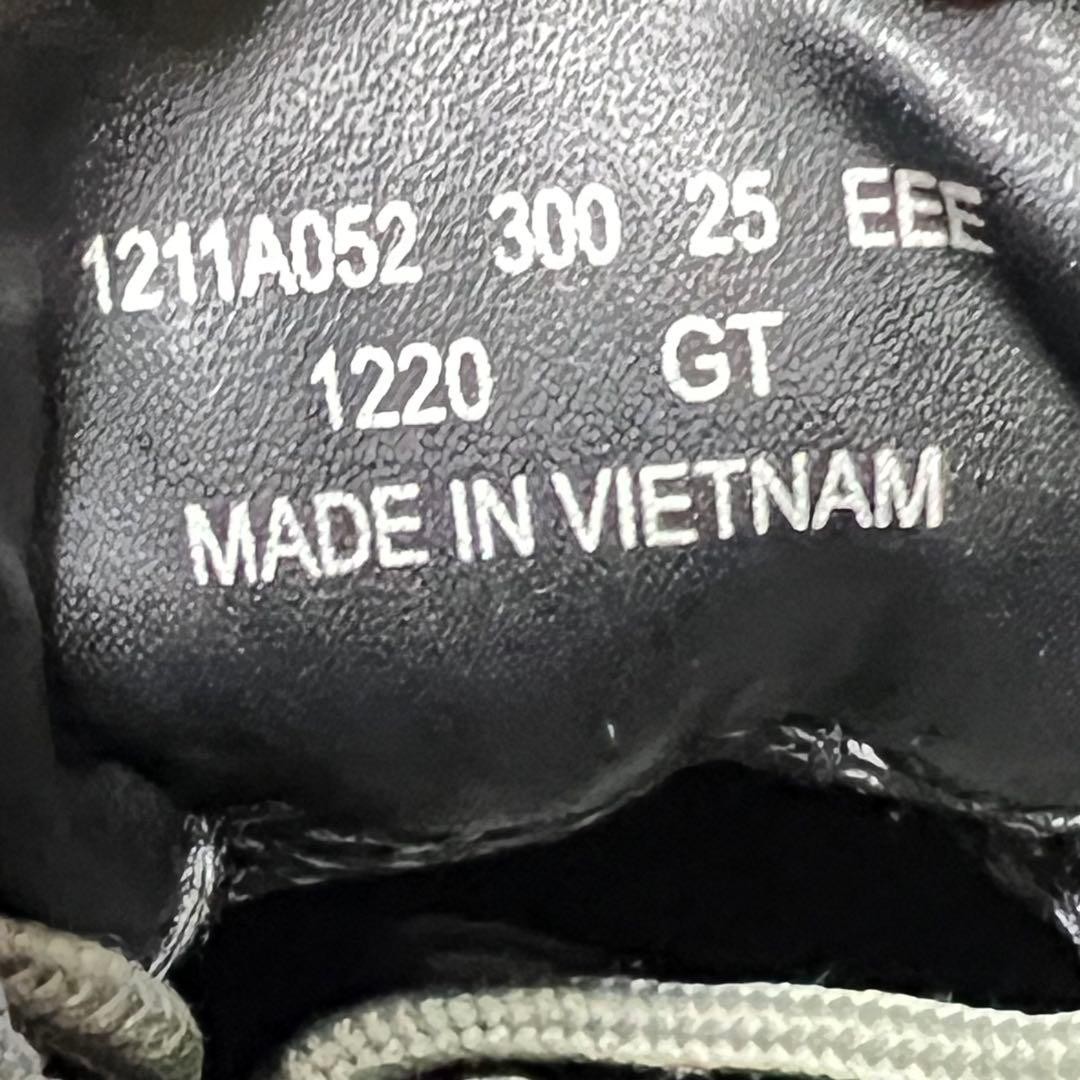 1211A052 300 25 EEE
1220 GT
MADE IN VIETNAM